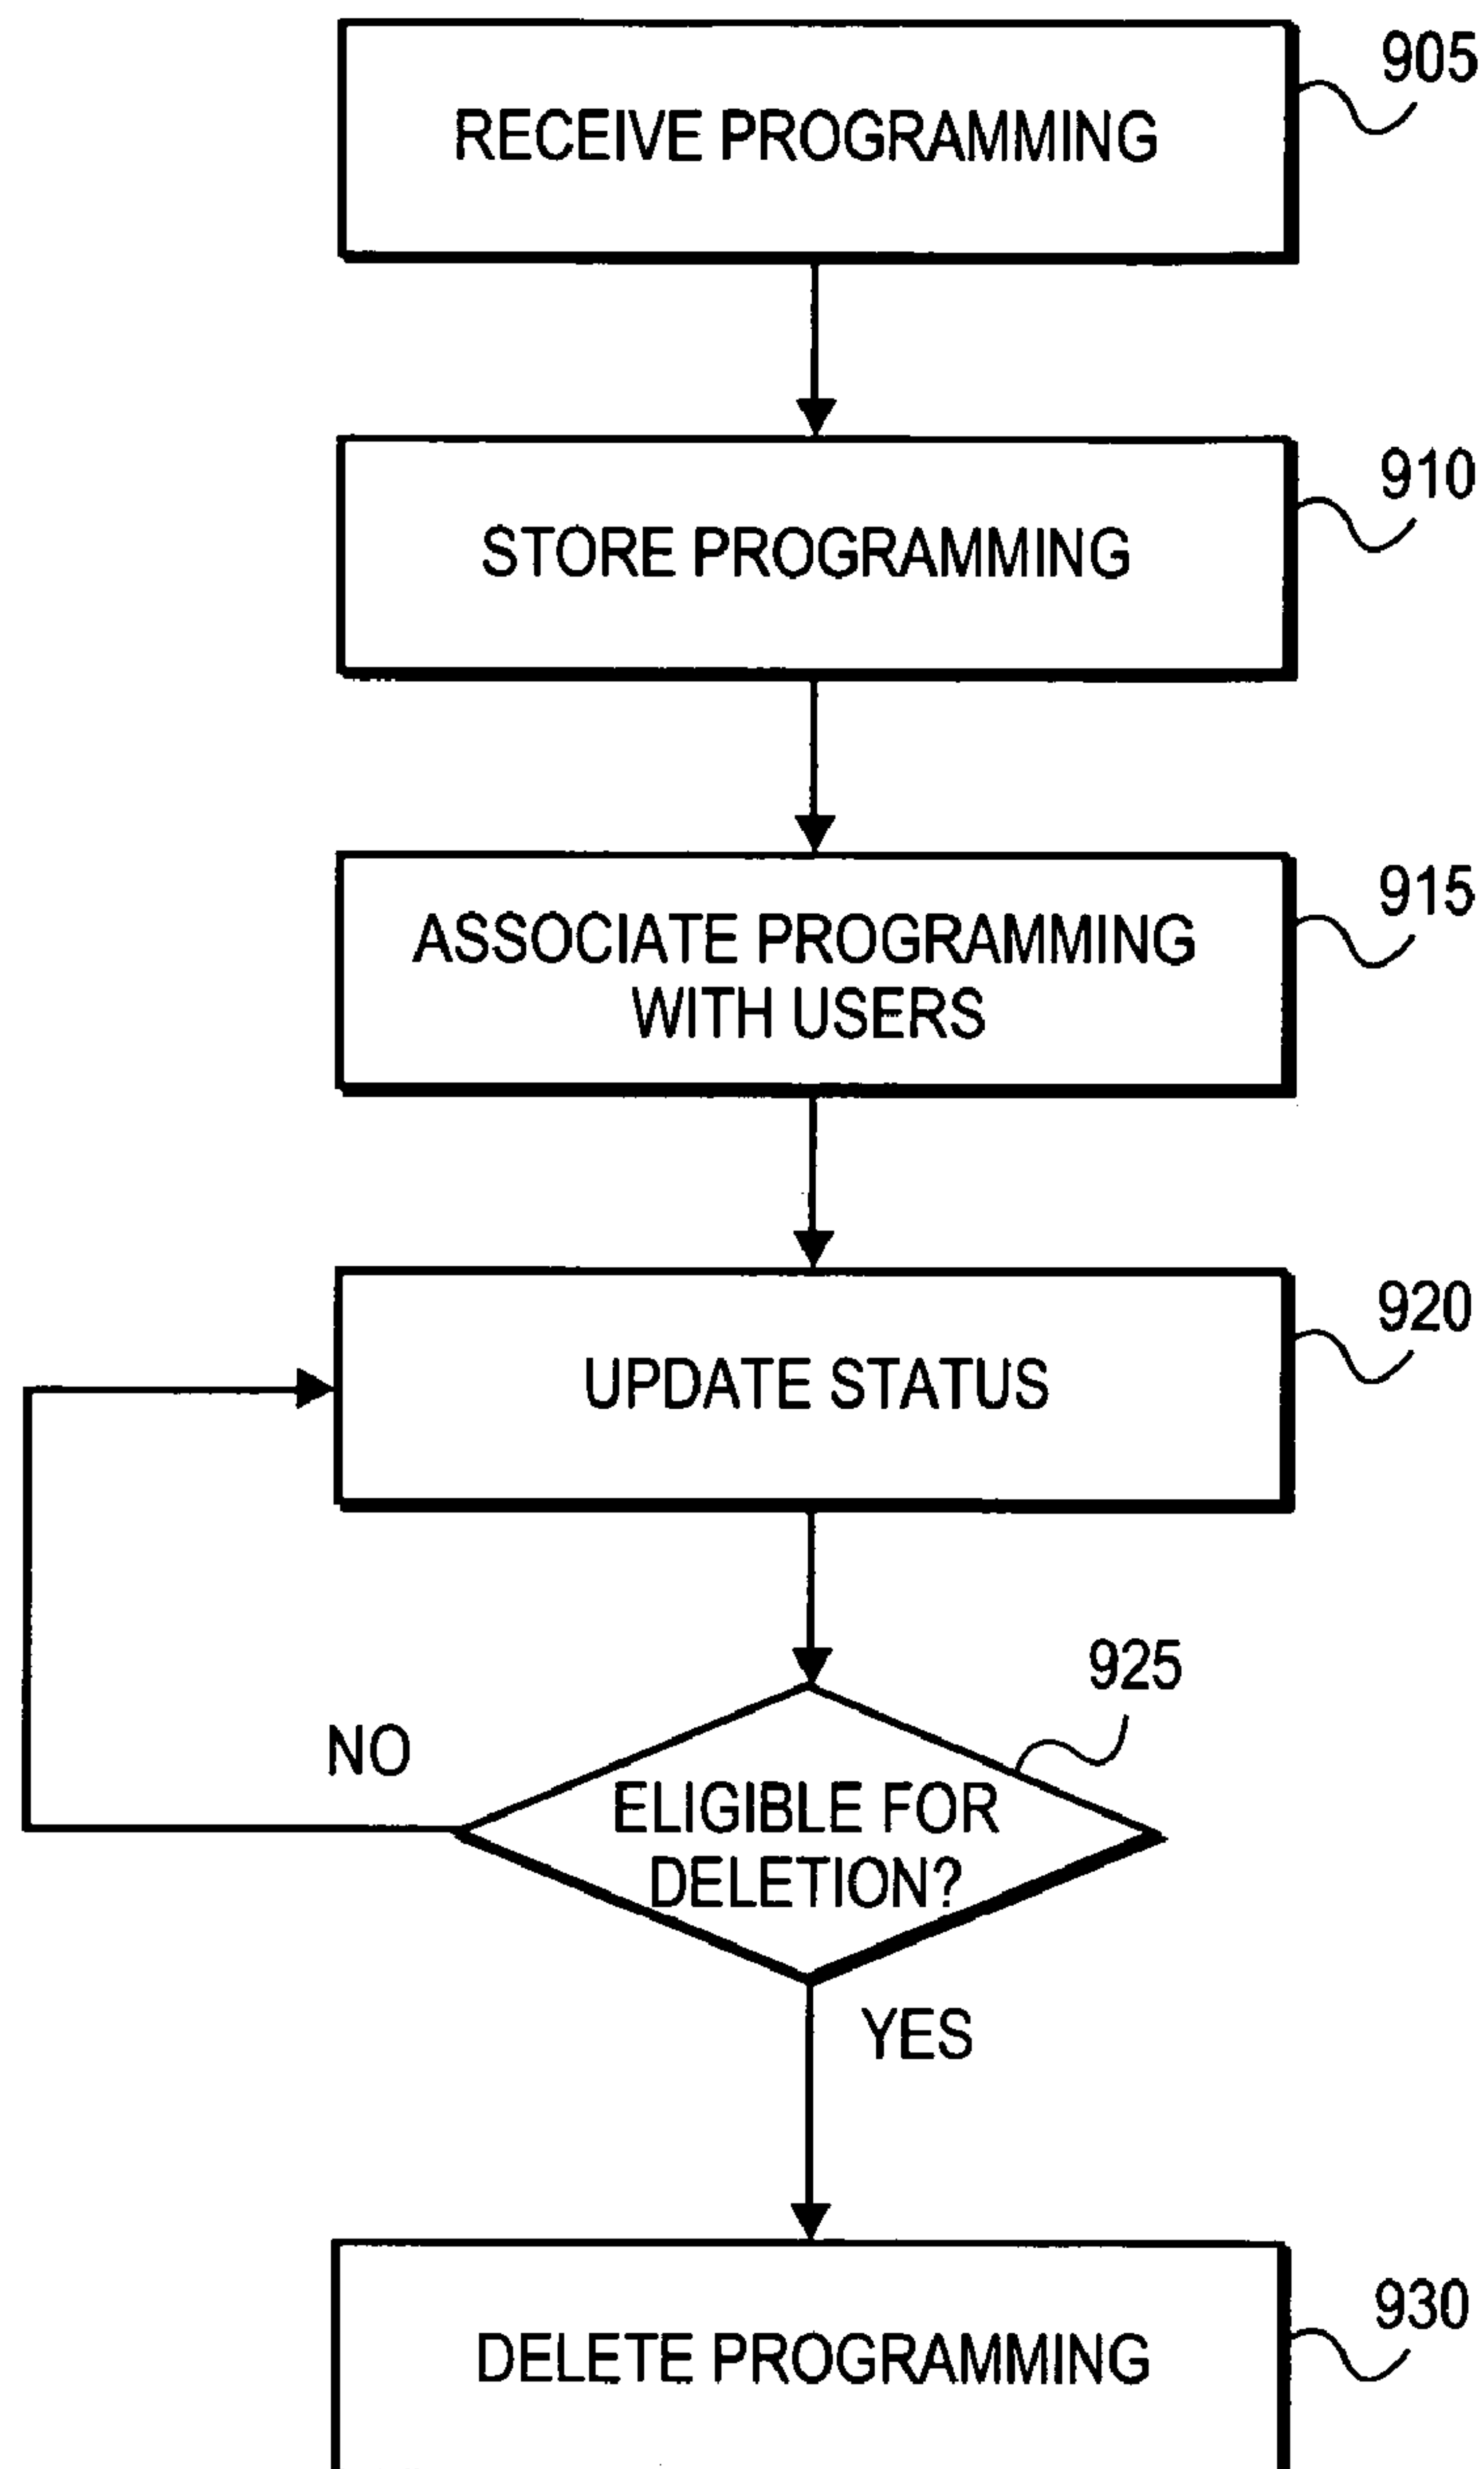 905
RECEIVE PROGRAMMING
910
STORE PROGRAMMING
915
ASSOCIATE PROGRAMMING
WITH USERS
920
UPDATE STATUS
925
NO
ELIGIBLE FOR
DELETION?
YES
930
DELETE PROGRAMMING